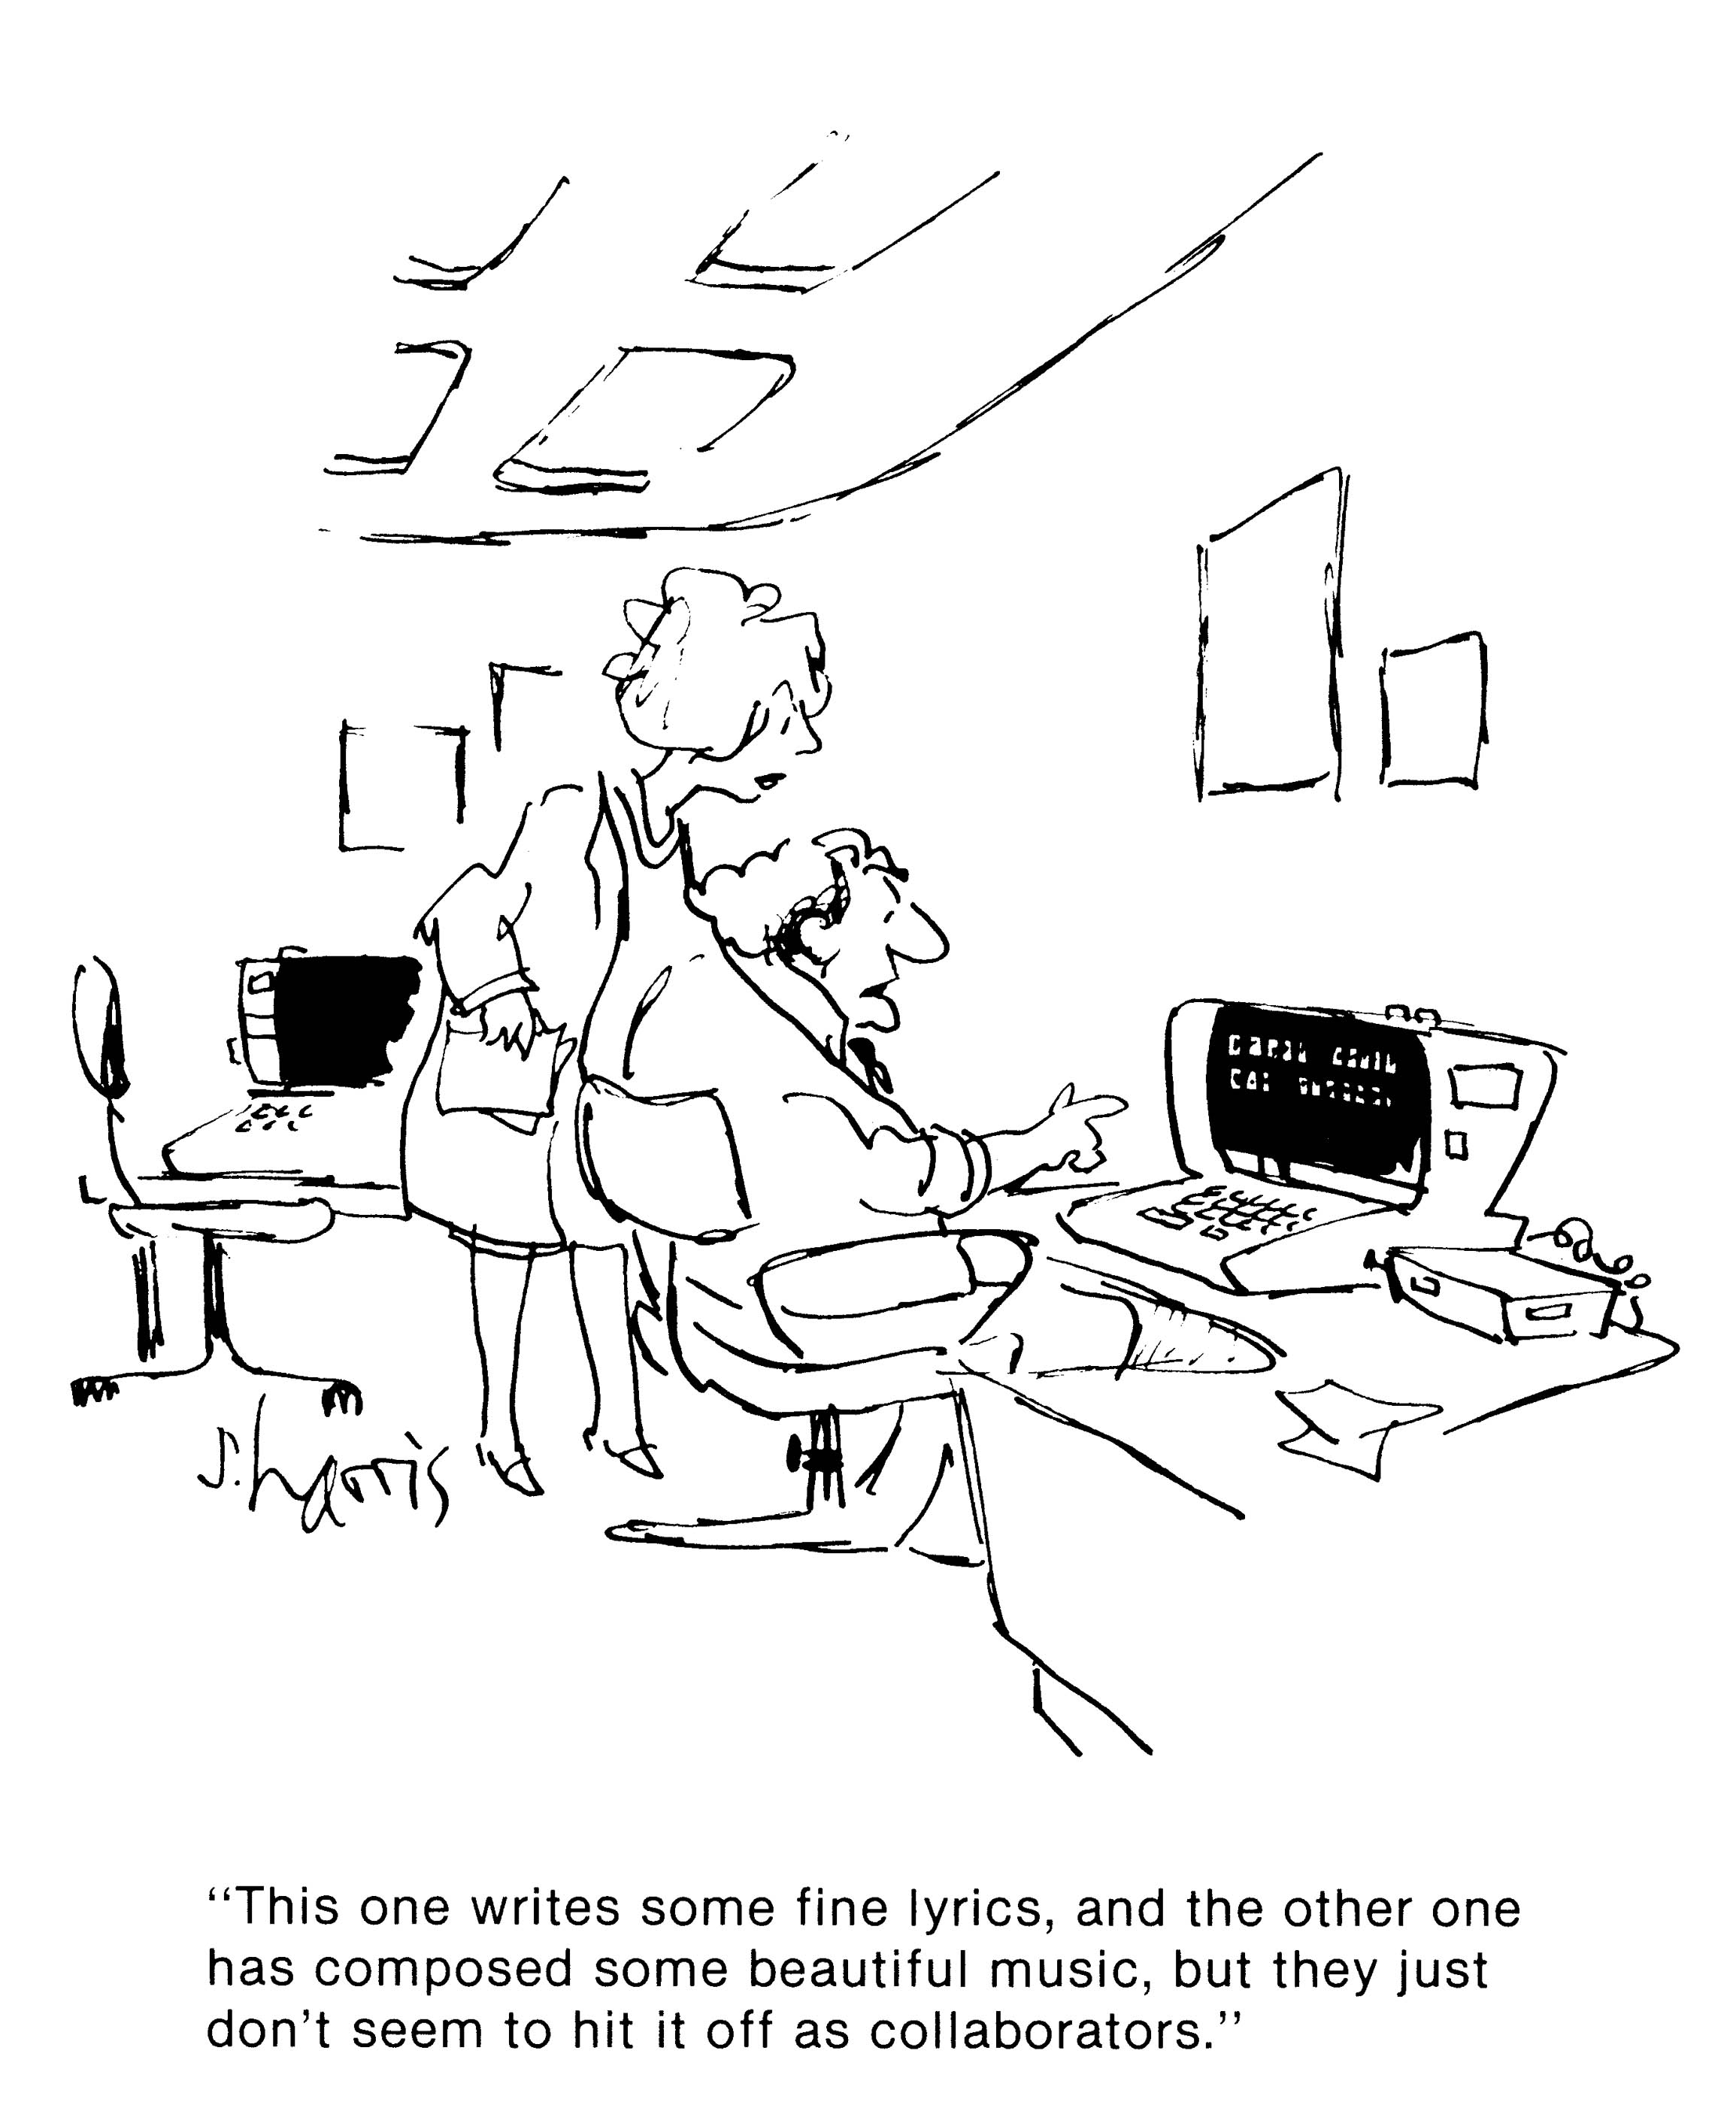 S. harris
“This one writes some fine lyrics, and the other one
has composed some beautiful music, but they just
don’t seem to hit it off as collaborators.”